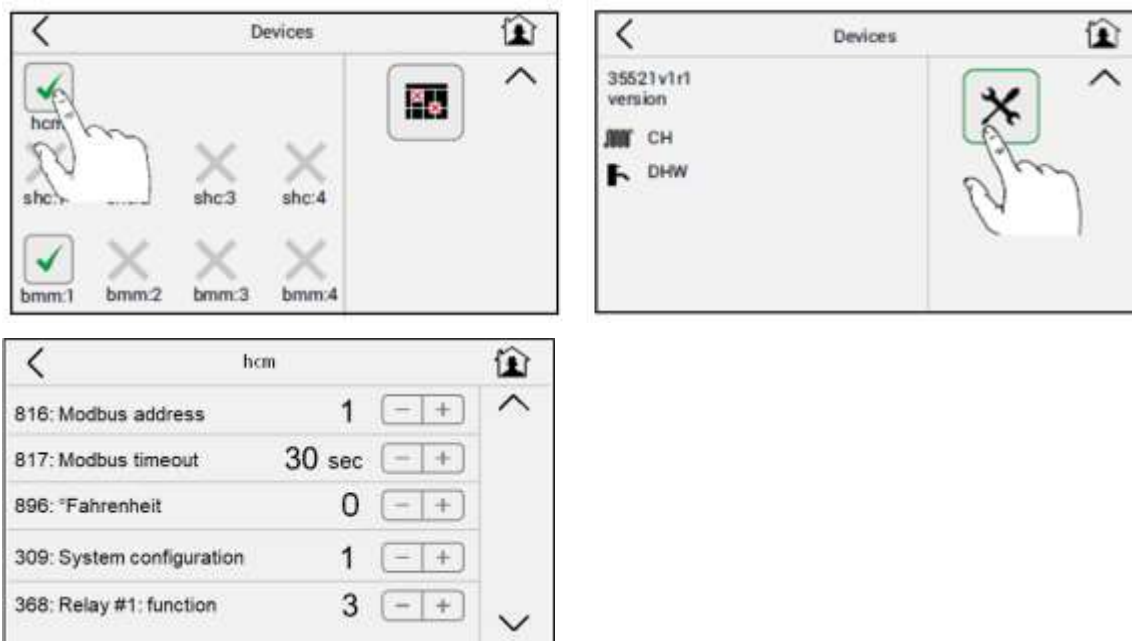 Devices
hcm
shc:3 shc:4
bmm:1 bmm:2 bmm:3 bmm:4
Devices
35521v1r1
version
CH
DHW
hcm
816: Modbus address 1 - +
817: Modbus timeout 30 sec - +
896: °Fahrenheit 0 - +
309: System configuration 1 - +
368: Relay #1: function 3 - +